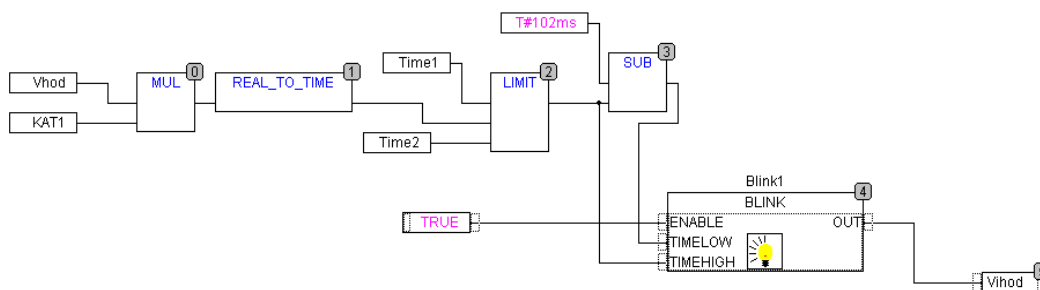 T#102ms
3
SUB
Time1
2
LIMIT
0
MUL
1
REAL_TO_TIME
Vhod
KAT1
Time2
Blink1
4
BLINK
TRUE
ENABLE
OUT
TIMELOW
TIMEHIGH
Vihod